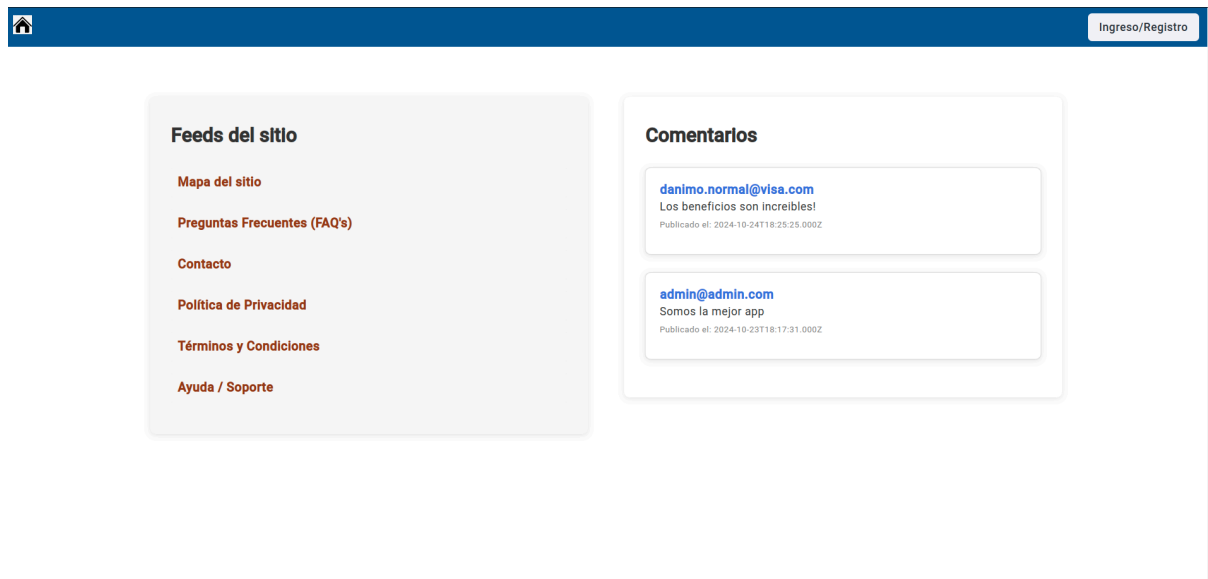 Ingreso/Registro
Feeds del sitio
Mapa del sitio
Preguntas Frecuentes (FAQ's)
Contacto
Política de Privacidad
Términos y Condiciones
Ayuda / Soporte
Comentarios
danimo.normal@visa.com
Los beneficios son increibles!
Publicado el: 2024-10-24T18:25:25.000Z
admin@admin.com
Somos la mejor app
Publicado el: 2024-10-23T18:17:31.000Z